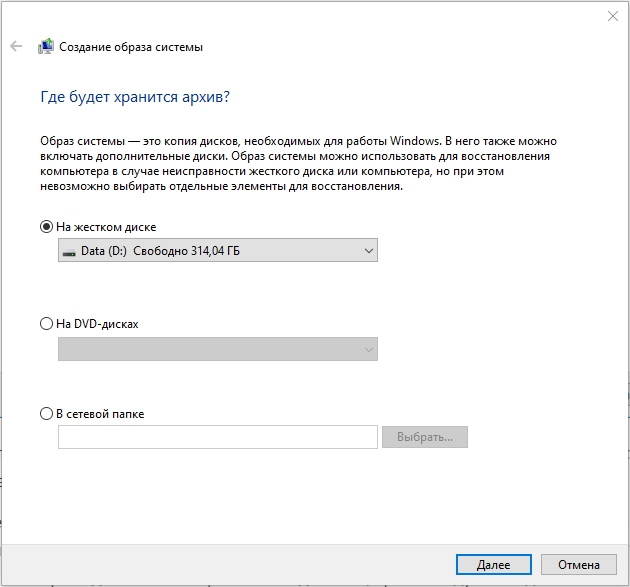 Создание образа системы
Где будет хранится архив?
Образ системы — это копия дисков, необходимых для работы Windows. В него также можно
включать дополнительные диски. Образ системы можно использовать для восстановления
компьютера в случае неисправности жесткого диска или компьютера, но при этом
невозможно выбирать отдельные элементы для восстановления.
На жестком диске
Data (D:) Свободно 314,04 ГБ
На DVD-дисках
В сетевой папке
Выбрать...
Далее
Отмена